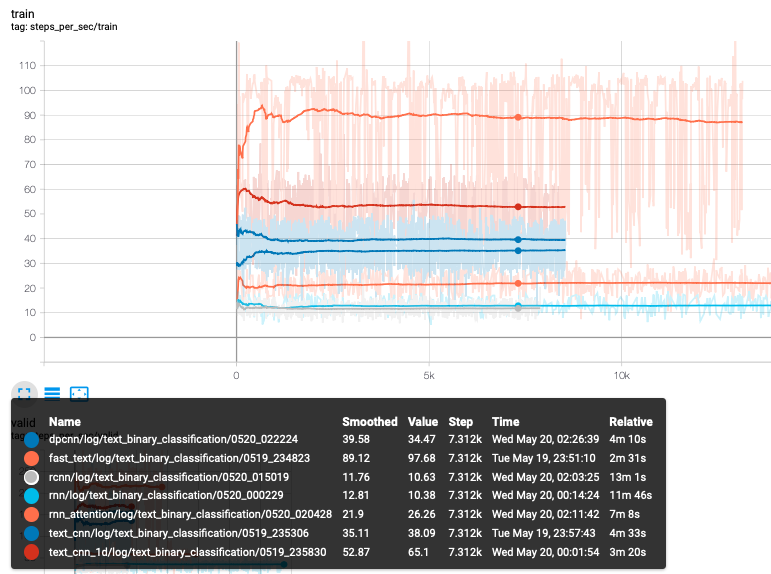 train
tag: steps_per_sec/train
110
100
90
80
70
60
50
40
30
20
10
0
0 5k 10k
valid
Name Smoothed Value Step Time Relative
dpcnn/log/text_binary_classification/0520_022224 39.58 34.47 7.312k Wed May 20, 02:26:39 4m 10s
fast_text/log/text_binary_classification/0519_234823 89.12 97.68 7.312k Tue May 19, 23:51:10 2m 31s
rcnn/log/text_binary_classification/0520_015019 11.76 10.63 7.312k Wed May 20, 02:03:25 13m 1s
rnn/log/text_binary_classification/0520_000229 12.81 10.38 7.312k Wed May 20, 00:14:24 11m 46s
rnn_attention/log/text_binary_classification/0520_020428 21.9 26.26 7.312k Wed May 20, 02:11:42 7m 8s
text_cnn/log/text_binary_classification/0519_235306 35.11 38.09 7.312k Tue May 19, 23:57:43 4m 33s
text_cnn_1d/log/text_binary_classification/0519_235830 52.87 65.1 7.312k Wed May 20, 00:01:54 3m 20s